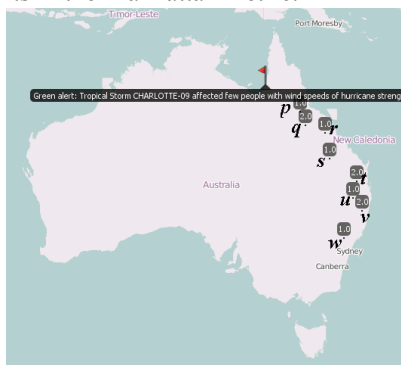 Timor-Leste
Port Moresby
Green alert: Tropical Storm CHARLOTTE-09 affected few people with wind speeds of hurricane streng
1.0
p
2.0
q
1.0
r
New Caledonia
1.0
s
2.0
t
Australia
1.0
u
2.0
v
1.0
w
Sydney
Canberra